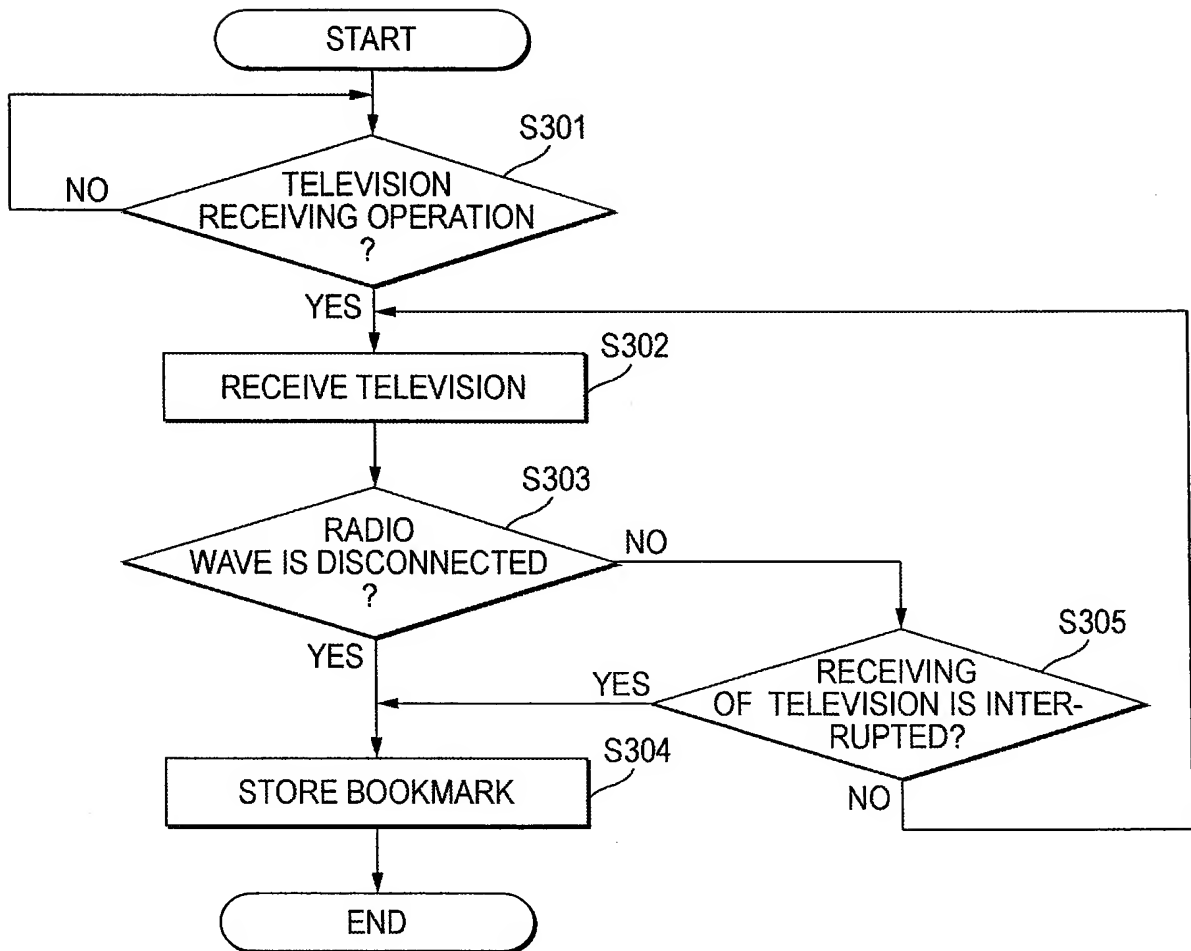 START
S301
TELEVISION
RECEIVING OPERATION
?
NO
YES
S302
RECEIVE TELEVISION
S303
RADIO
WAVE IS DISCONNECTED
?
NO
YES
S305
RECEIVING
OF TELEVISION IS INTER-
RUPTED?
YES
NO
S304
STORE BOOKMARK
END